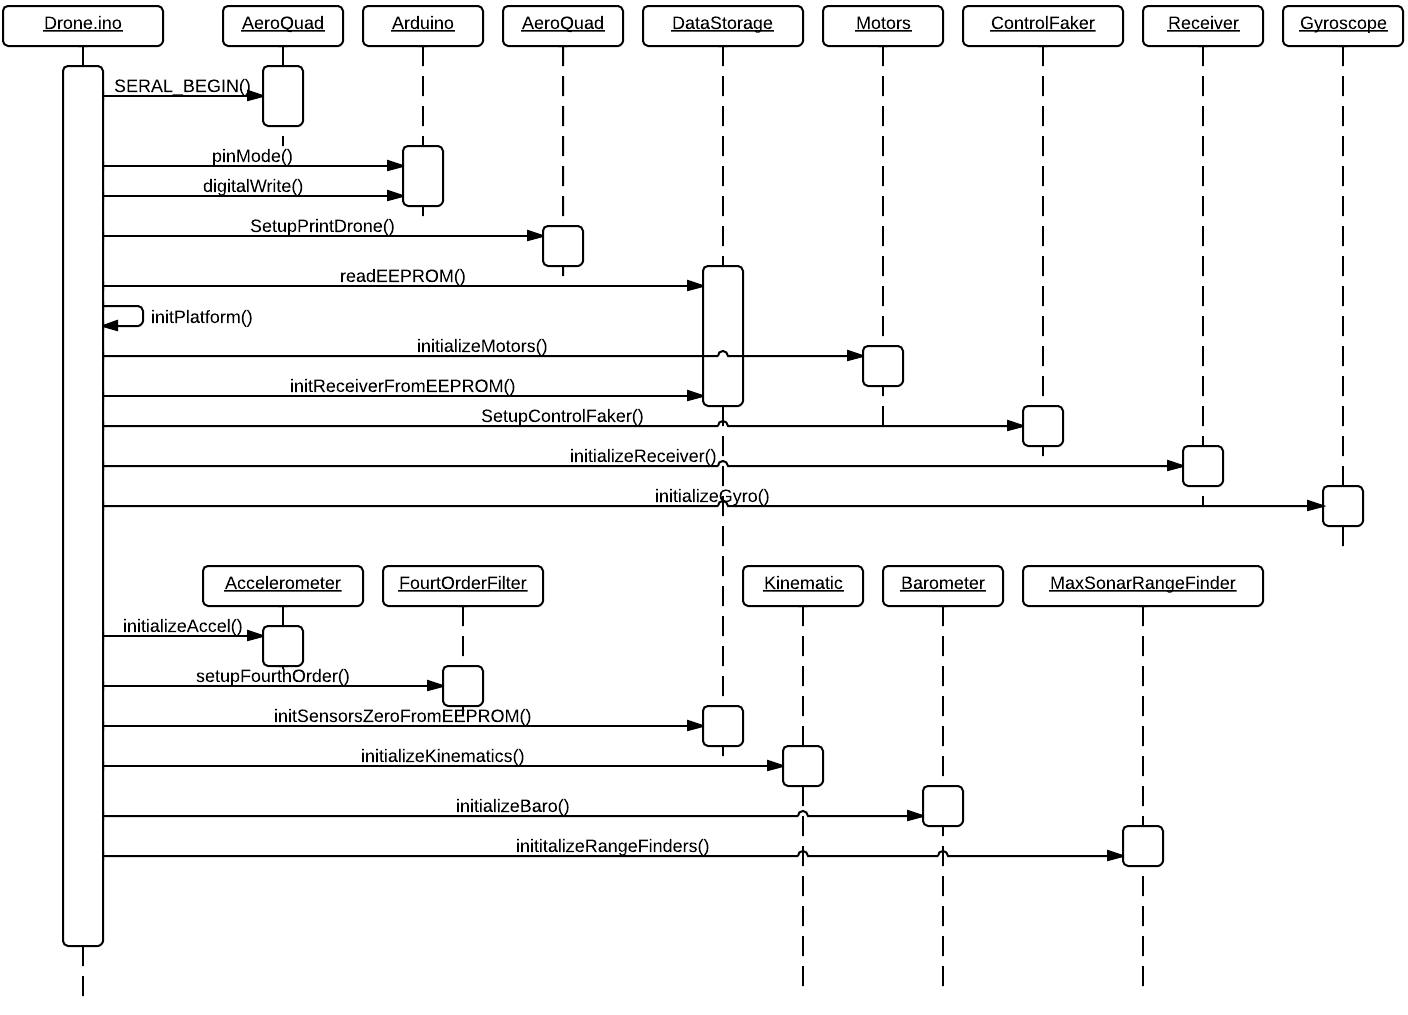 Drone.ino
AeroQuad
Arduino
AeroQuad
DataStorage
Motors
ControlFaker
Receiver
Gyroscope
SERAL_BEGIN()
pinMode()
digitalWrite()
SetupPrintDrone()
readEEPROM()
initPlatform()
initializeMotors()
initReceiverFromEEPROM()
SetupControlFaker()
initializeReceiver()
initializeGyro()
Accelerometer
FourtOrderFilter
Kinematic
Barometer
MaxSonarRangeFinder
initializeAccel()
setupFourthOrder()
initSensorsZeroFromEEPROM()
initializeKinematics()
initializeBaro()
inititalizeRangeFinders()